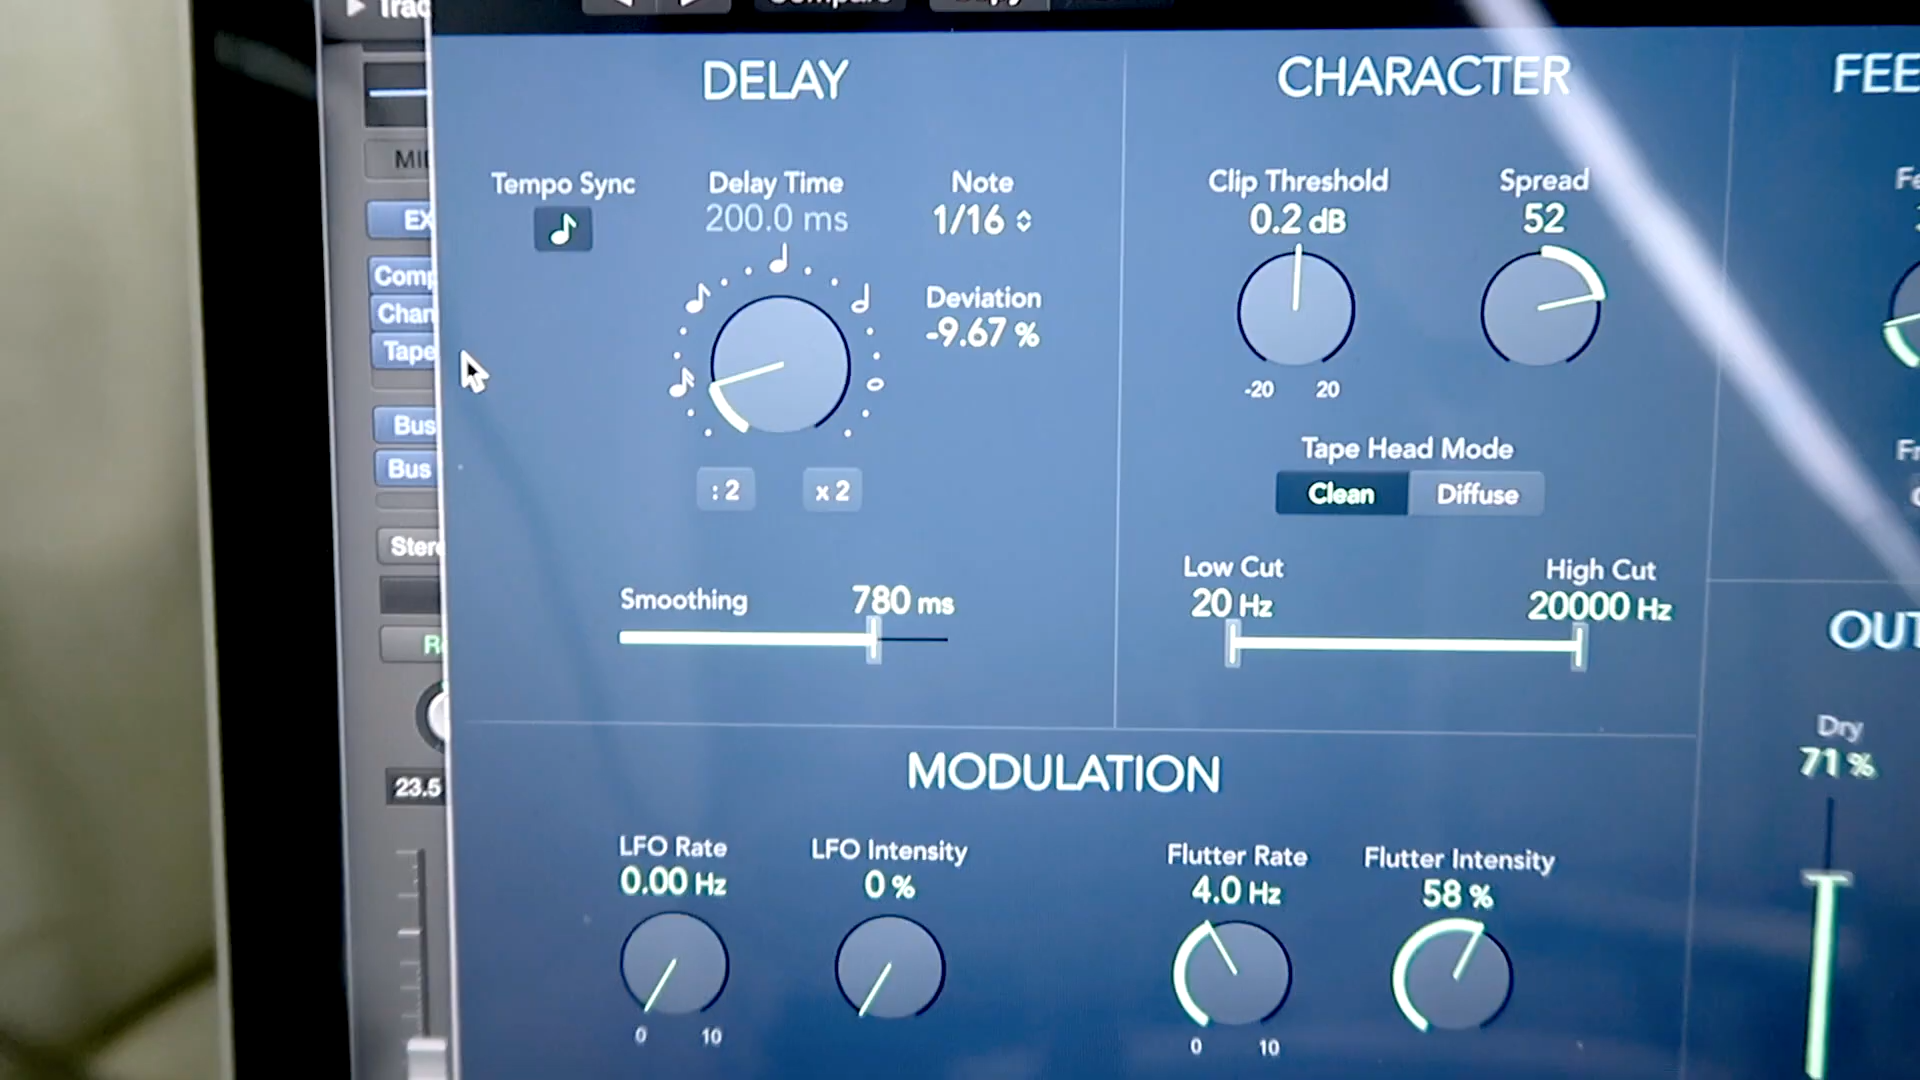 DELAY
CHARACTER
Tempo Sync
Delay Time
200.0 ms
Note
1/16
Deviation
-9.67 %
: 2
x 2
Smoothing
780 ms
Clip Threshold
0.2 dB
-20
20
Spread
52
Tape Head Mode
Clean
Diffuse
Low Cut
20 Hz
High Cut
20000 Hz
MODULATION
LFO Rate
0.00 Hz
0
10
LFO Intensity
0 %
Flutter Rate
4.0 Hz
0
10
Flutter Intensity
58 %
Dry
71 %
EX
Tape
Bus
Bus
23.5